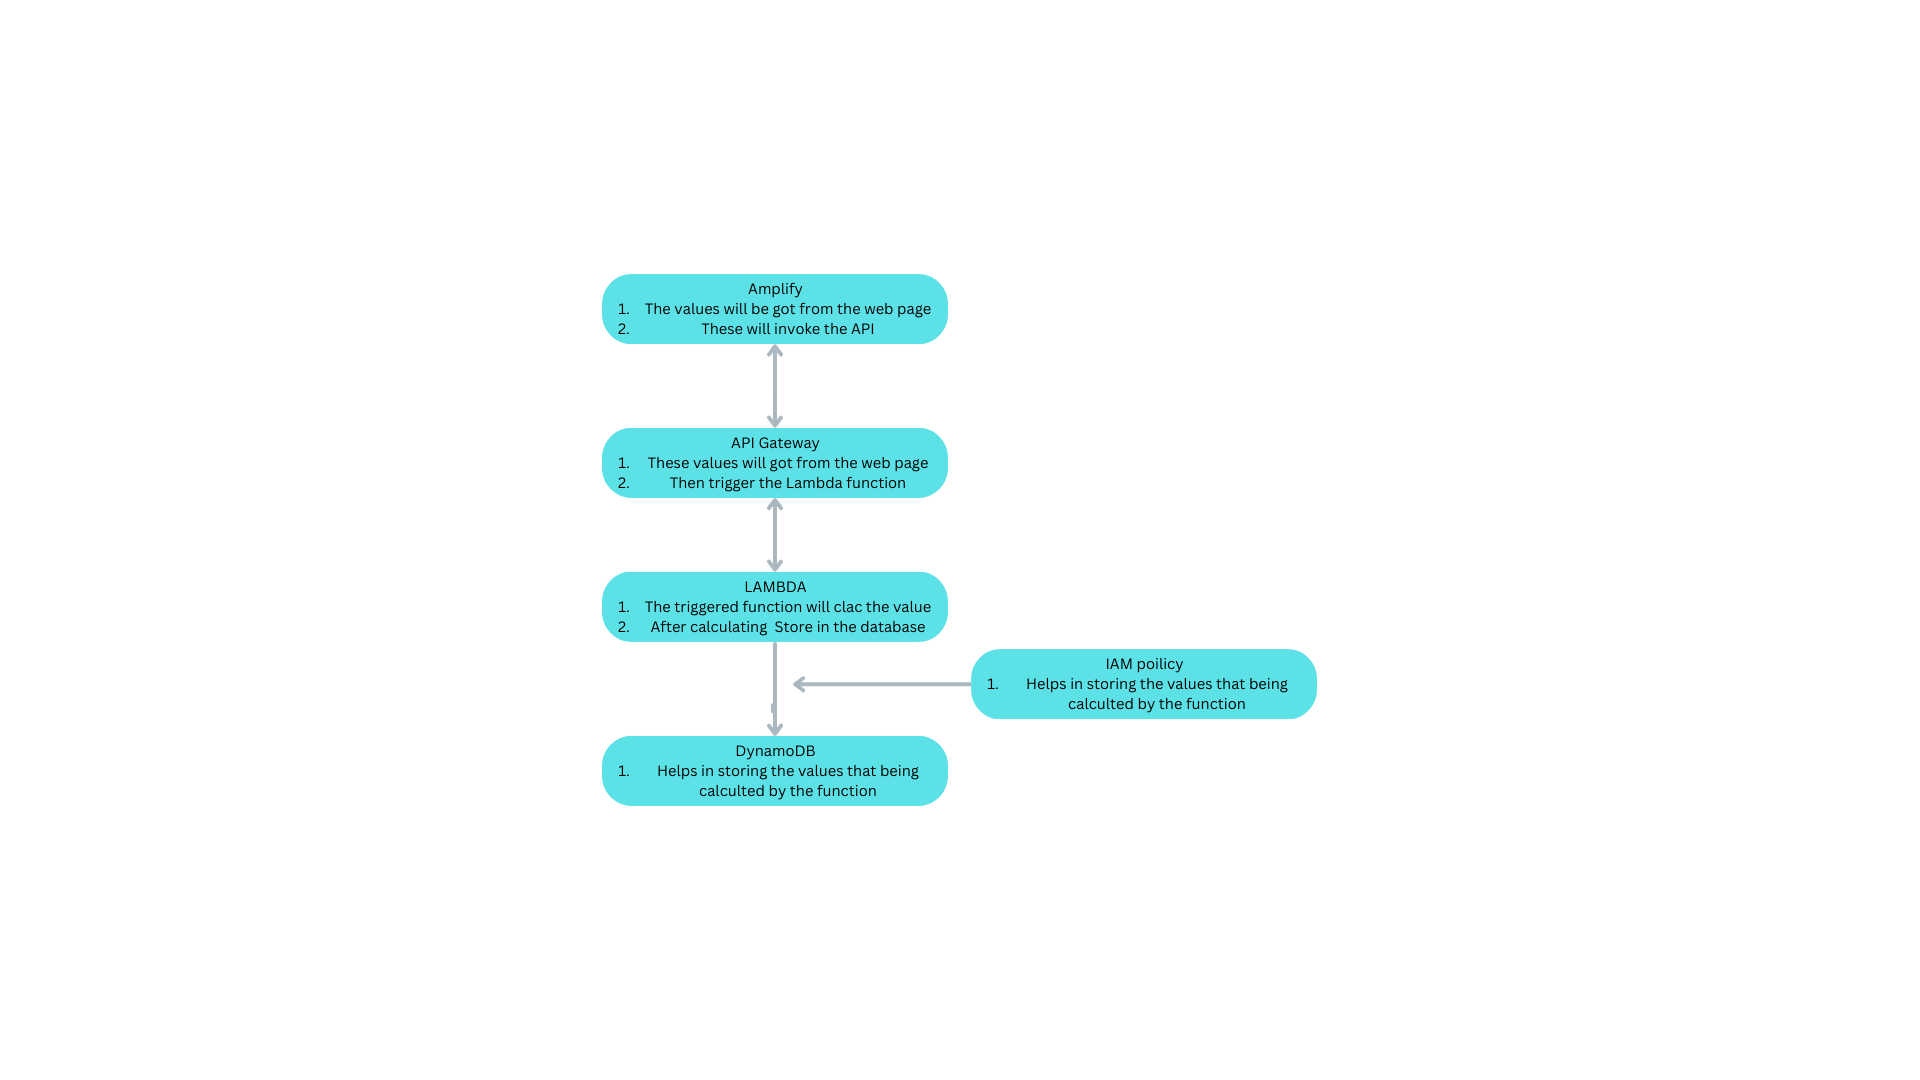 Amplify
1. The values will be got from the web page
2. These will invoke the API
API Gateway
1. These values will got from the web page
2. Then trigger the Lambda function
LAMBDA
1. The triggered function will clac the value
2. After calculating  Store in the database
IAM poilicy
1. Helps in storing the values that being
calculted by the function
DynamoDB
1. Helps in storing the values that being
calculted by the function